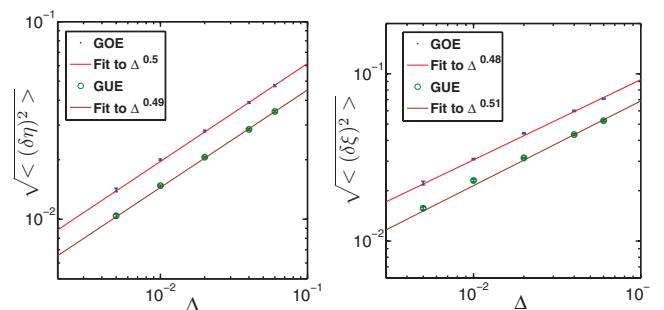 10⁻¹
GOE
Fit to Δ^0.5
GUE
Fit to Δ^0.49
√< (δη)² >
10⁻²
10⁻²
10⁻¹
Δ
10⁻¹
GOE
Fit to Δ^0.48
GUE
Fit to Δ^0.51
√< (δξ)² >
10⁻²
10⁻²
10⁻
Δ